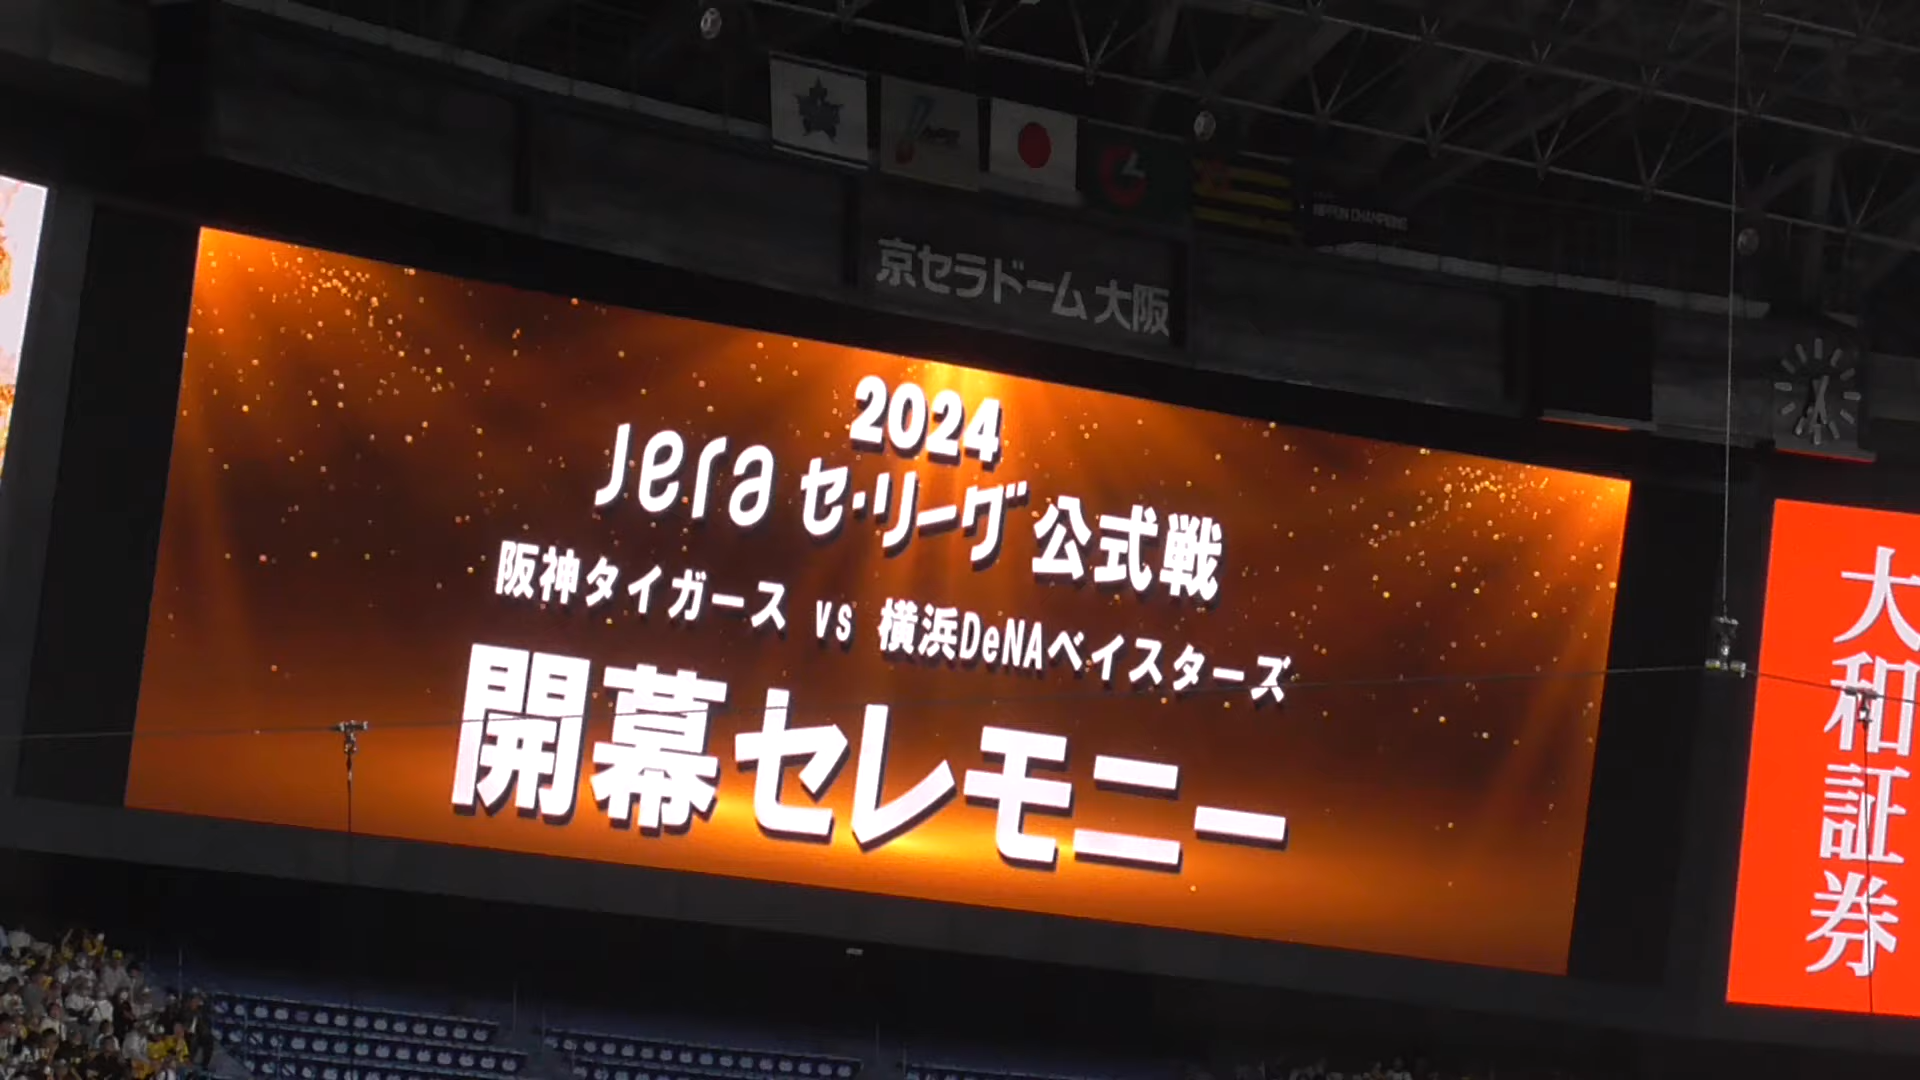 NIPPON CHAMPIONS
京セラドーム 大阪
2024
Jera セ・リーグ 公式戦
阪神タイガース vs 横浜DeNAベイスターズ
開幕セレモニー
大和証券